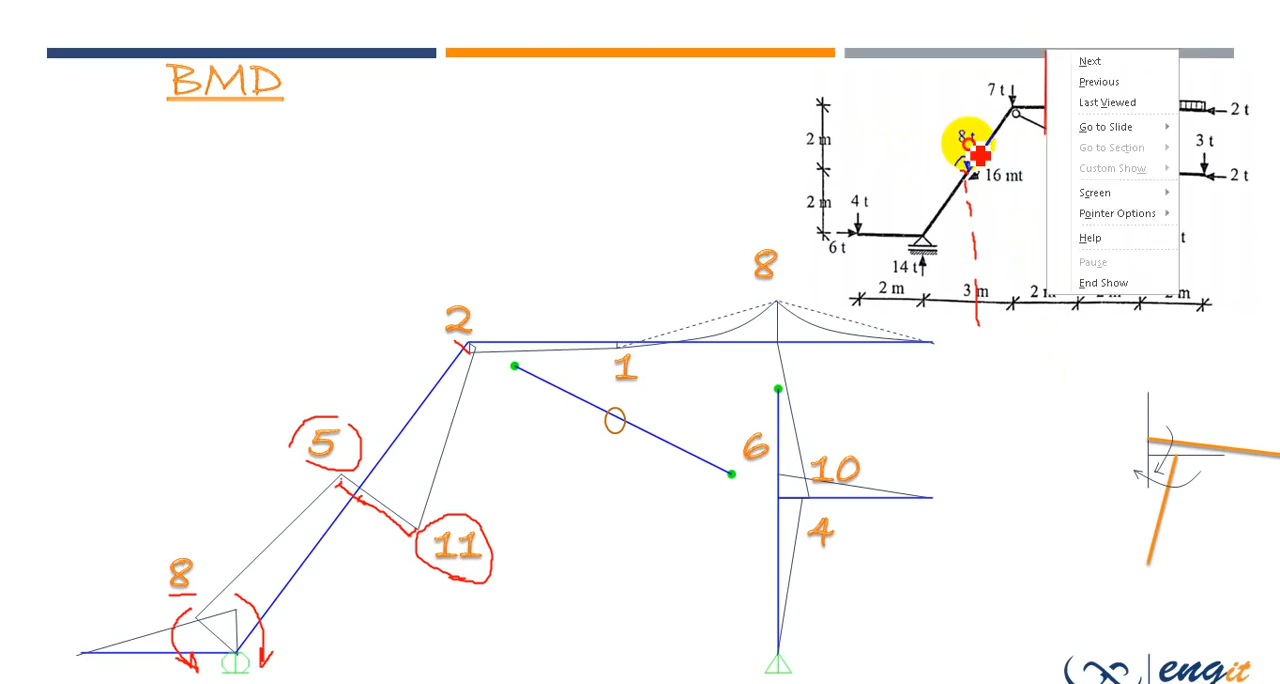 BMD
Next
Previous
Last Viewed
Go to Slide
Go to Section
Custom Show
Screen
Pointer Options
Help
Pause
End Show
7 t
2 t
2 m
8 t
3 t
16 mt
2 t
2 m
4 t
6 t
t
14 t
2 m
3 m
2 m
8
2
1
5
6
10
11
4
8
engit